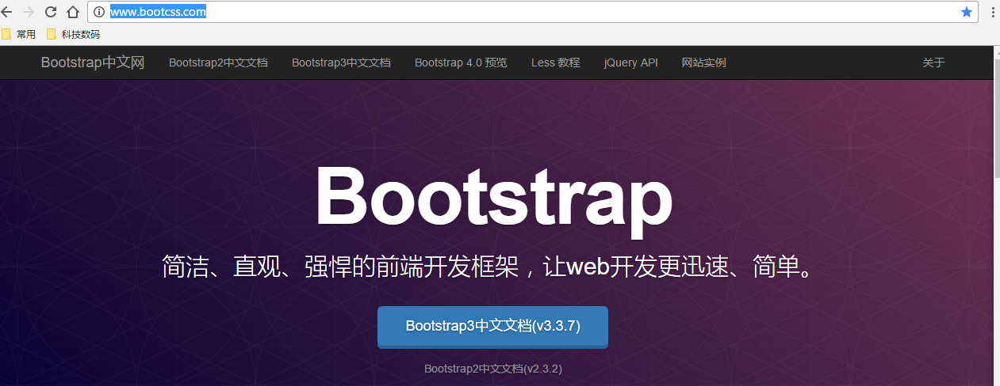 www.bootcss.com
常用 科技数码
Bootstrap中文网 Bootstrap2中文文档 Bootstrap3中文文档 Bootstrap 4.0 预览 Less 教程 jQuery API 网站实例 关于
Bootstrap
简洁、直观、强悍的前端开发框架，让web开发更迅速、简单。
Bootstrap3中文文档(v3.3.7)
Bootstrap2中文文档(v2.3.2)